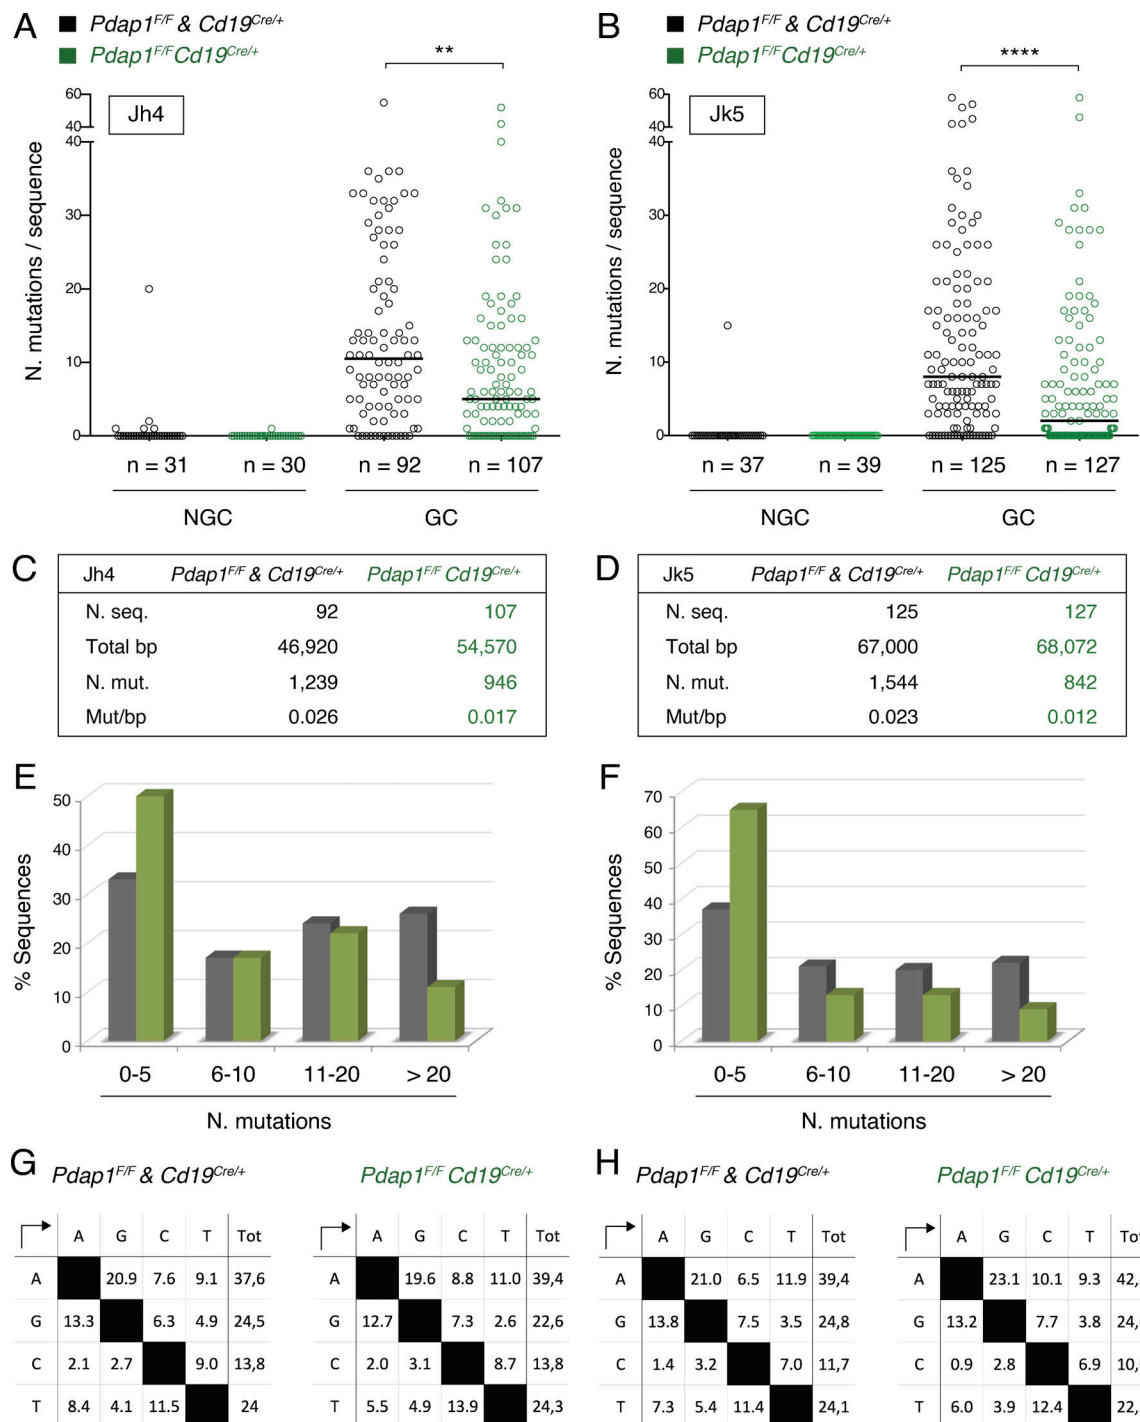 A
Pdap1F/F & Cd19Cre/+
Pdap1F/F Cd19Cre/+
**
Jh4
60
40
40
30
20
10
0
N. mutations / sequence
n = 31 n = 30 n = 92 n = 107
NGC GC
B
Pdap1F/F & Cd19Cre/+
Pdap1F/F Cd19Cre/+
****
Jk5
60
40
40
30
20
10
0
N. mutations / sequence
n = 37 n = 39 n = 125 n = 127
NGC GC
C
Jh4 Pdap1F/F & Cd19Cre/+ Pdap1F/F Cd19Cre/+
N. seq. 92 107
Total bp 46,920 54,570
N. mut. 1,239 946
Mut/bp 0.026 0.017
D
Jk5 Pdap1F/F & Cd19Cre/+ Pdap1F/F Cd19Cre/+
N. seq. 125 127
Total bp 67,000 68,072
N. mut. 1,544 842
Mut/bp 0.023 0.012
E
50
40
30
20
10
0
% Sequences
0-5 6-10 11-20 > 20
N. mutations
F
70
60
50
40
30
20
10
0
% Sequences
0-5 6-10 11-20 > 20
N. mutations
G
Pdap1F/F & Cd19Cre/+
A G C T Tot
A 20.9 7.6 9.1 37,6
G 13.3 6.3 4.9 24,5
C 2.1 2.7 9.0 13,8
T 8.4 4.1 11.5 24
Pdap1F/F Cd19Cre/+
A G C T Tot
A 19.6 8.8 11.0 39,4
G 12.7 7.3 2.6 22,6
C 2.0 3.1 8.7 13,8
T 5.5 4.9 13.9 24,3
H
Pdap1F/F & Cd19Cre/+
A G C T Tot
A 21.0 6.5 11.9 39,4
G 13.8 7.5 3.5 24,8
C 1.4 3.2 7.0 11,7
T 7.3 5.4 11.4 24,1
Pdap1F/F Cd19Cre/+
A G C T
A 23.1 10.1 9.3
G 13.2 7.7 3.8
C 0.9 2.8 6.9
T 6.0 3.9 12.4